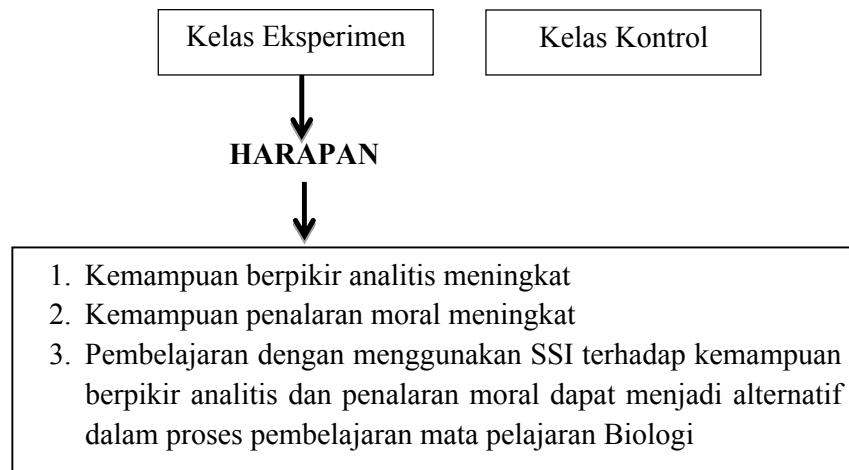 Kelas Eksperimen
Kelas Kontrol
HARAPAN
1. Kemampuan berpikir analitis meningkat
2. Kemampuan penalaran moral meningkat
3. Pembelajaran dengan menggunakan SSI terhadap kemampuan
berpikir analitis dan penalaran moral dapat menjadi alternatif
dalam proses pembelajaran mata pelajaran Biologi